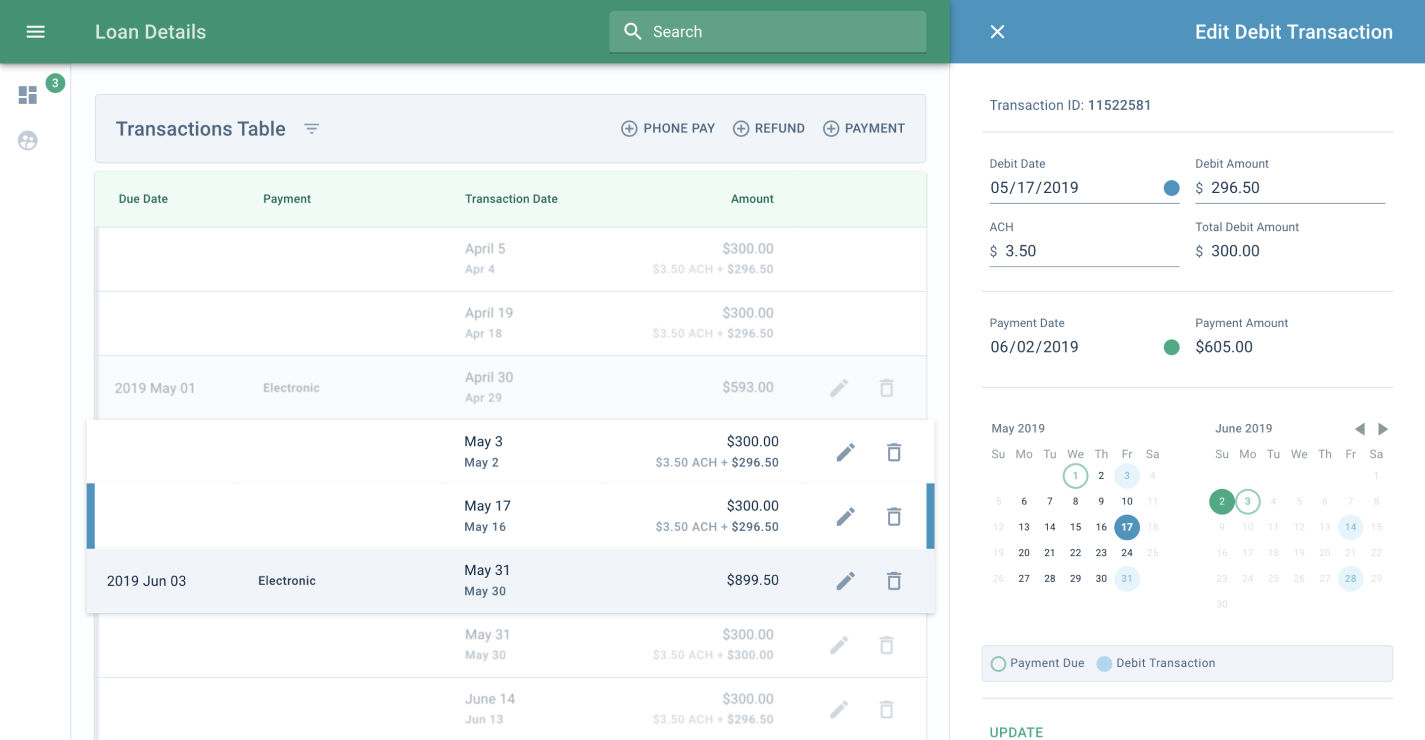 Loan Details
Search
Edit Debit Transaction
3
Transactions Table
PHONE PAY
REFUND
PAYMENT
Due Date Payment Transaction Date Amount
April 5 $300.00
Apr 4 $3.50 ACH + $296.50
April 19 $300.00
Apr 18 $3.50 ACH + $296.50
2019 May 01 Electronic April 30 $593.00
Apr 29
May 3 $300.00
May 2 $3.50 ACH + $296.50
May 17 $300.00
May 16 $3.50 ACH + $296.50
2019 Jun 03 Electronic May 31 $899.50
May 30
May 31 $300.00
May 30 $3.50 ACH + $300.00
June 14 $300.00
Jun 13 $3.50 ACH + $296.50
Transaction ID: 11522581
Debit Date Debit Amount
05/17/2019 $ 296.50
ACH Total Debit Amount
$ 3.50 $ 300.00
Payment Date Payment Amount
06/02/2019 $605.00
May 2019
Su Mo Tu We Th Fr Sa
1 2 3 4
5 6 7 8 9 10 11
12 13 14 15 16 17 18
19 20 21 22 23 24 25
26 27 28 29 30 31
June 2019
Su Mo Tu We Th Fr Sa
1
2 3 4 5 6 7 8
9 10 11 12 13 14 15
16 17 18 19 20 21 22
23 24 25 26 27 28 29
30
Payment Due Debit Transaction
UPDATE